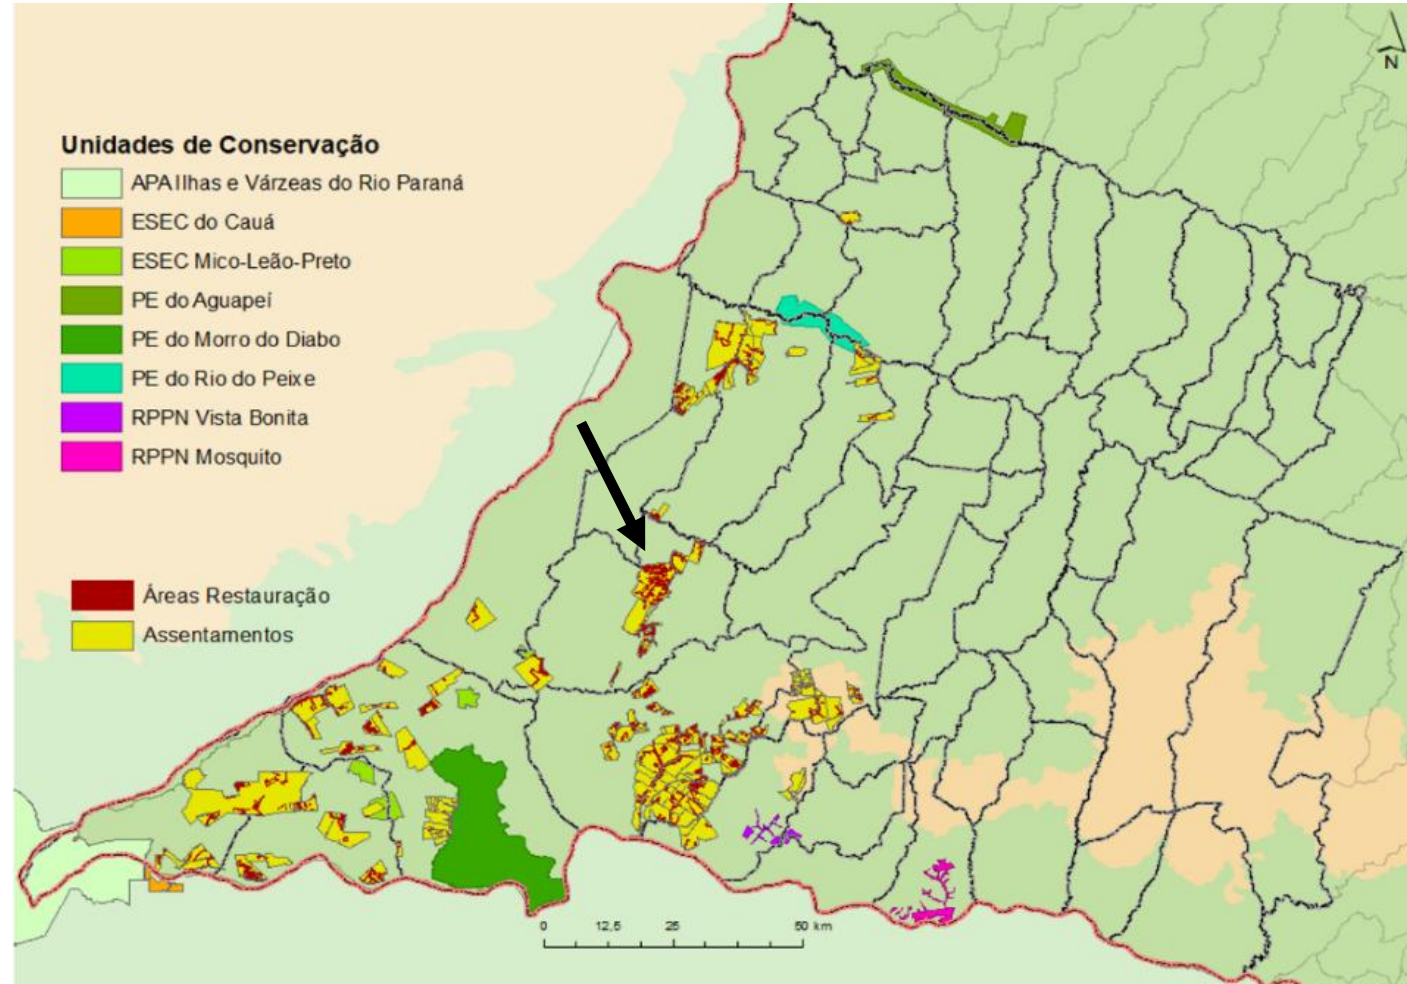 N
Unidades de Conservação
APA Ilhas e Várzeas do Rio Paraná
ESEC do Cauá
ESEC Mico-Leão-Preto
PE do Aguapeí
PE do Morro do Diabo
PE do Rio do Peixe
RPPN Vista Bonita
RPPN Mosquito
Áreas Restauração
Assentamentos
0 12,5 25 50 km